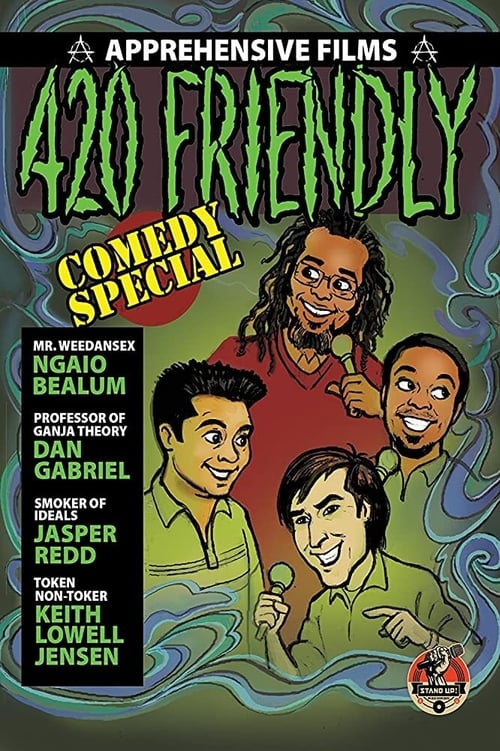 APPREHENSIVE FILMS
420 FRIENDLY
COMEDY
SPECIAL
MR. WEEDANSEX
NGAIO
BEALUM
PROFESSOR OF
GANJA THEORY
DAN
GABRIEL
SMOKER OF
IDEALS
JASPER
REDD
TOKEN
NON-TOKER
KEITH
LOWELL
JENSEN
STAND UP!